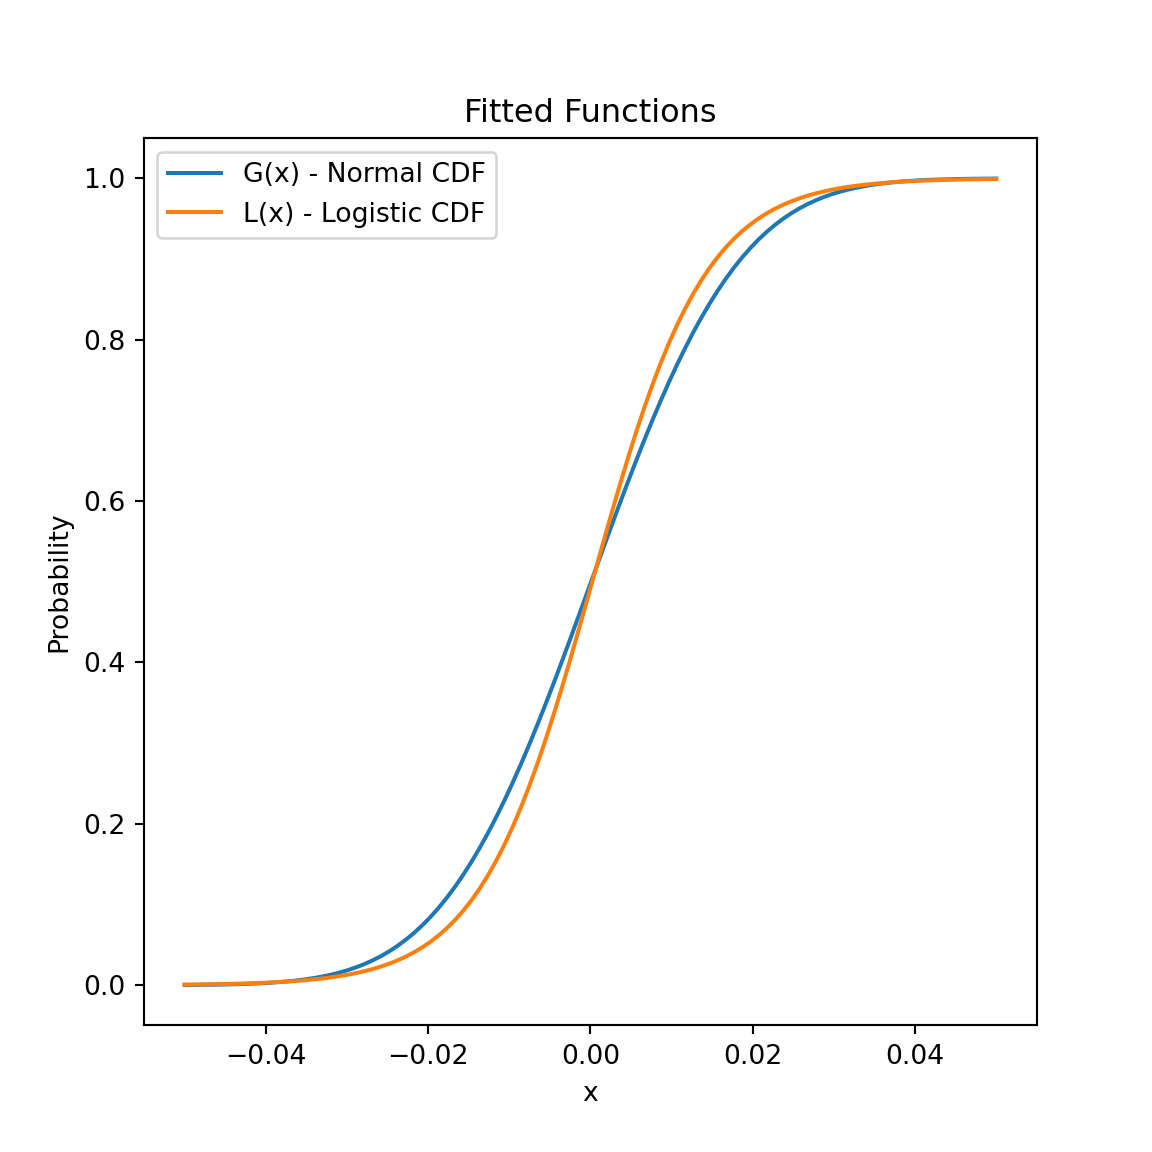 Fitted Functions
G(x) - Normal CDF
L(x) - Logistic CDF
1.0
0.8
0.6
0.4
0.2
0.0
Probability
−0.04 −0.02 0.00 0.02 0.04
x